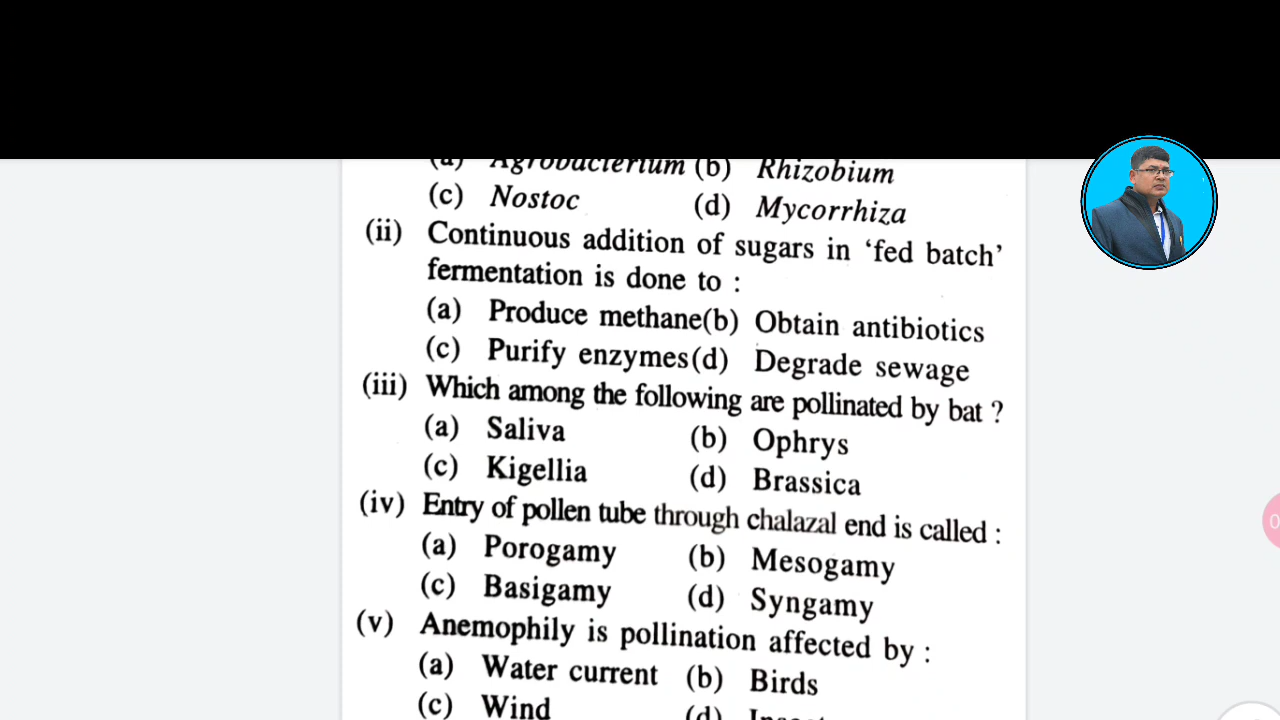 (a) Agrobacterium (b) Rhizobium
(c) Nostoc (d) Mycorrhiza
(ii) Continuous addition of sugars in ‘fed batch’
fermentation is done to :
(a) Produce methane(b) Obtain antibiotics
(c) Purify enzymes(d) Degrade sewage
(iii) Which among the following are pollinated by bat ?
(a) Saliva (b) Ophrys
(c) Kigellia (d) Brassica
(iv) Entry of pollen tube through chalazal end is called :
(a) Porogamy (b) Mesogamy
(c) Basigamy (d) Syngamy
(v) Anemophily is pollination affected by :
(a) Water current (b) Birds
(c) Wind (d)